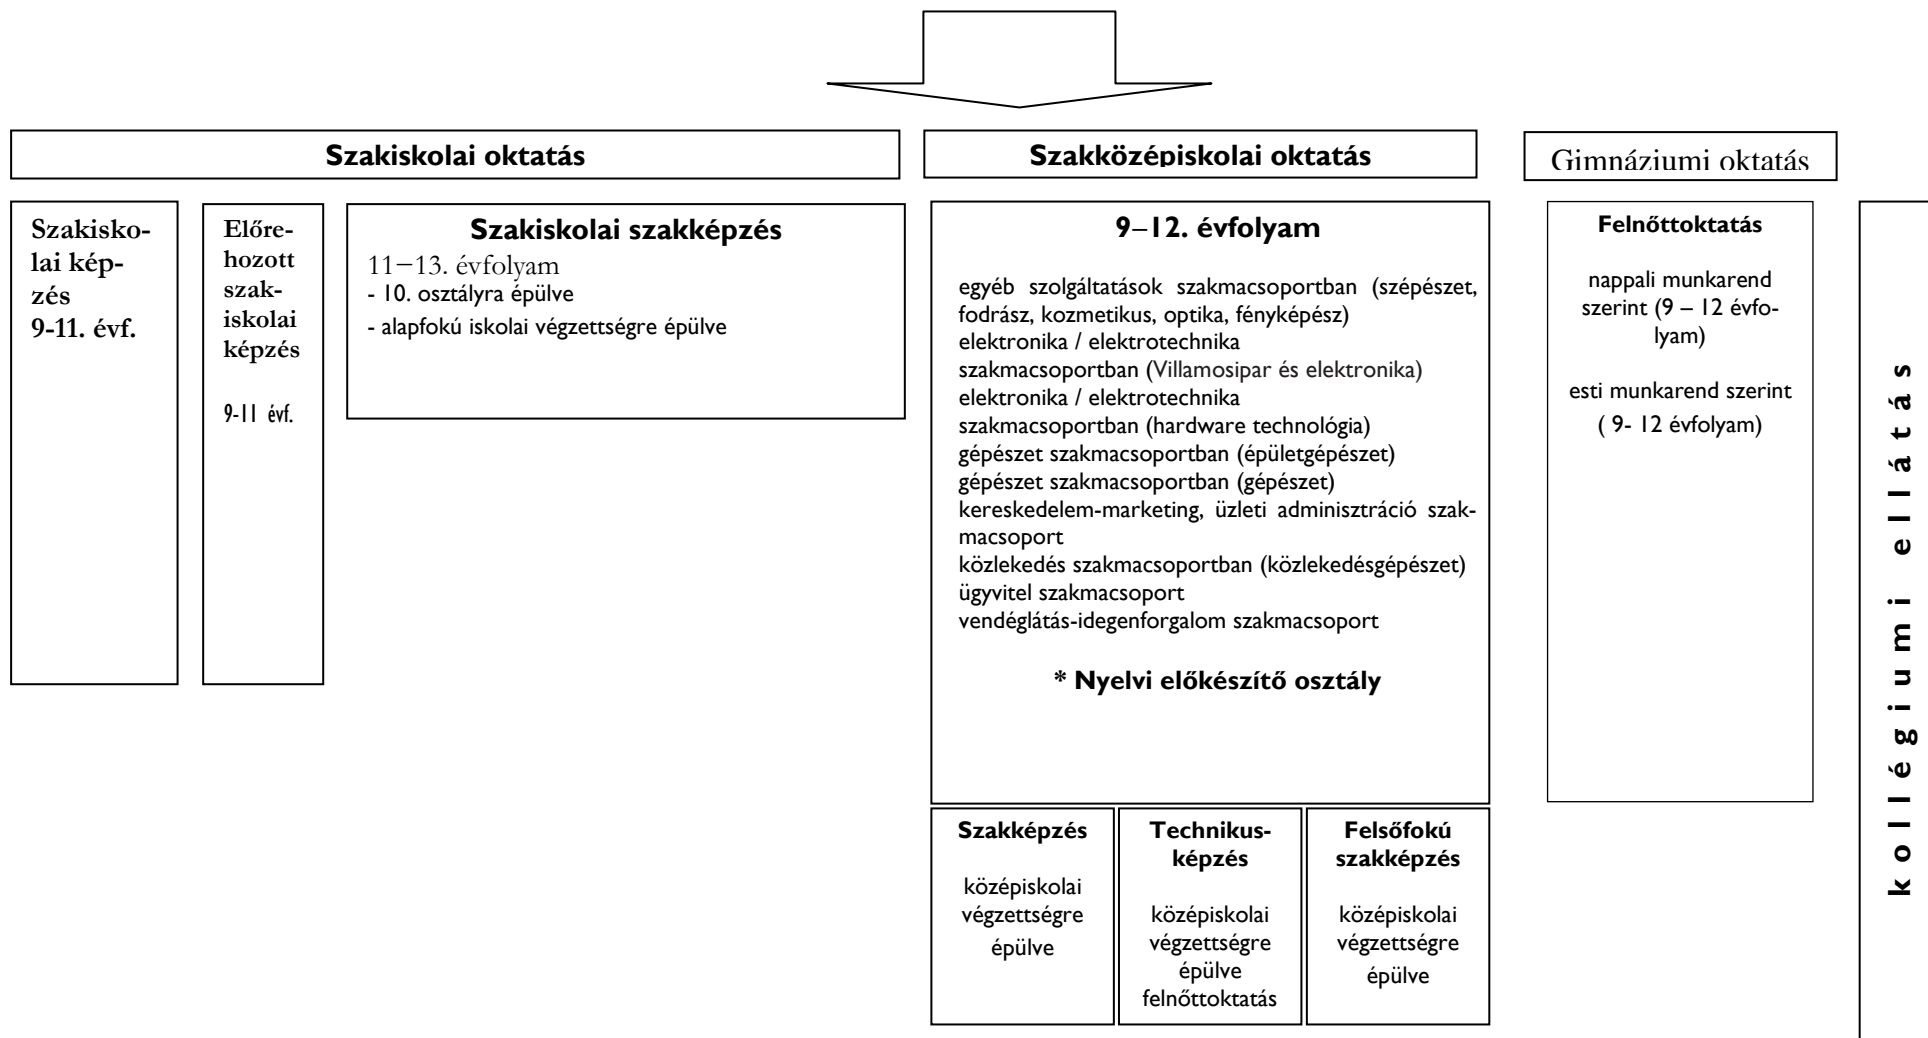 Szakiskolai oktatás
Szakközépiskolai oktatás
Gimnáziumi oktatás
Szakisko-
lai kép-
zés
9-11. évf.
Előre-
hozott
szak-
iskolai
képzés
9-11 évf.
Szakiskolai szakképzés
11–13. évfolyam
- 10. osztályra épülve
- alapfokú iskolai végzettségre épülve
9–12. évfolyam
egyéb szolgáltatások szakmacsoportban (szépészet,
fodrász, kozmetikus, optika, fényképész)
elektronika / elektrotechnika
szakmacsoportban (Villamosipar és elektronika)
elektronika / elektrotechnika
szakmacsoportban (hardware technológia)
gépészet szakmacsoportban (épületgépészet)
gépészet szakmacsoportban (gépészet)
kereskedelem-marketing, üzleti adminisztráció szak-
macsoport
közlekedés szakmacsoportban (közlekedésgépészet)
ügyvitel szakmacsoport
vendéglátás-idegenforgalom szakmacsoport
* Nyelvi előkészítő osztály
Szakképzés
középiskolai
végzettségre
épülve
Technikus-
képzés
középiskolai
végzettségre
épülve
felnőttoktatás
Felsőfokú
szakképzés
középiskolai
végzettségre
épülve
Felnőttoktatás
nappali munkarend
szerint (9 – 12 évfo-
lyam)
esti munkarend szerint
( 9- 12 évfolyam)
kollégiumi ellátás